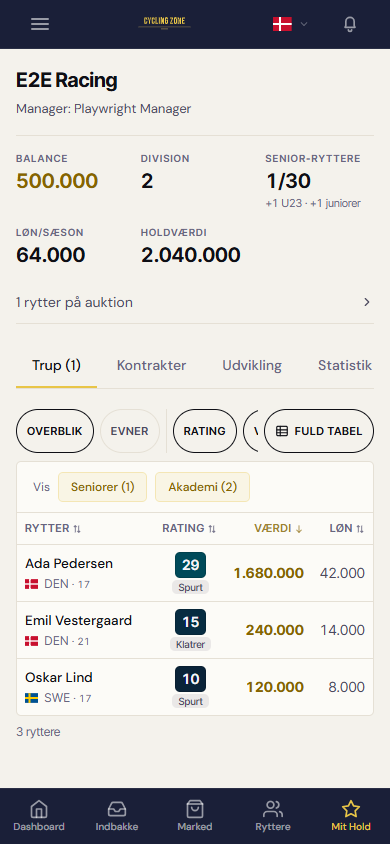 CYCLING ZONE
E2E Racing
Manager: Playwright Manager
BALANCE DIVISION SENIOR-RYTTERE
500.000 2 1/30
+1 U23 · +1 juniorer
LØN/SÆSON HOLDVÆRDI
64.000 2.040.000
1 rytter på auktion
Trup (1) Kontrakter Udvikling Statistik
OVERBLIK EVNER RATING FULD TABEL
Vis Seniorer (1) Akademi (2)
RYTTER ⇅ RATING ⇅ VÆRDI ↓ LØN ⇅
Ada Pedersen 29 1.680.000 42.000
DEN · 17 Spurt
Emil Vestergaard 15 240.000 14.000
DEN · 21 Klatrer
Oskar Lind 10 120.000 8.000
SWE · 17 Spurt
3 ryttere
Dashboard Indbakke Marked Ryttere Mit Hold